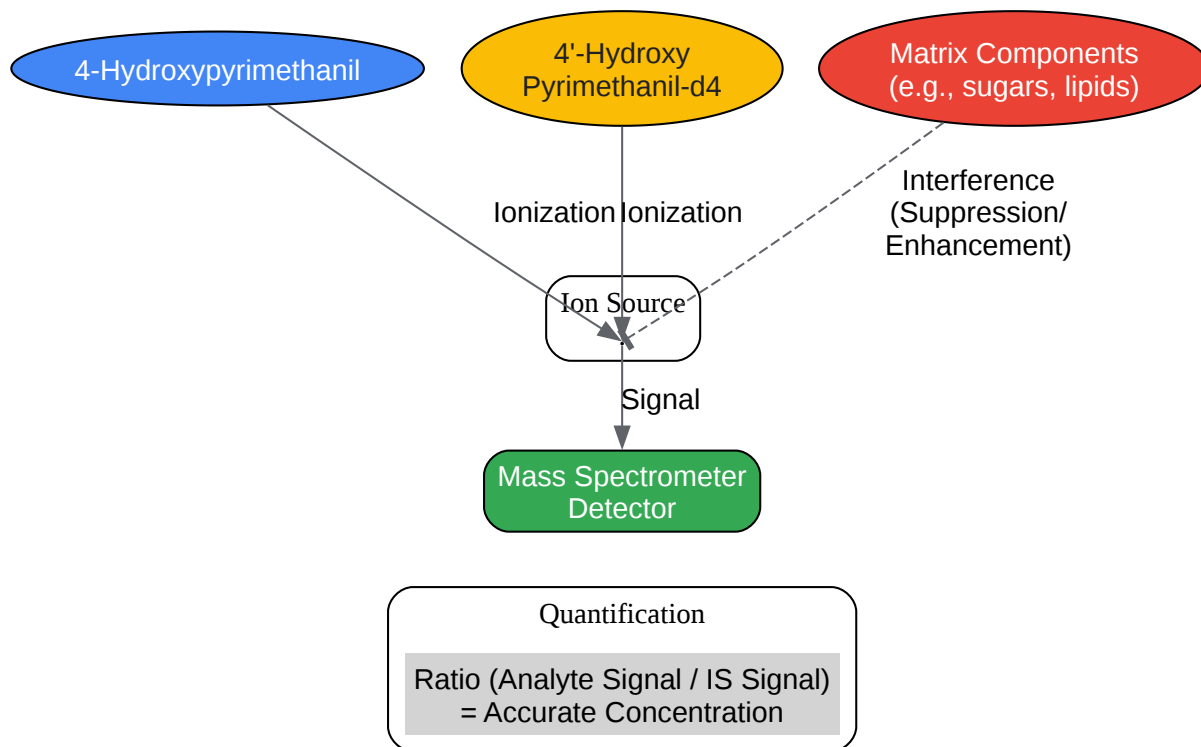 4-Hydroxypyrimethanil
4'-Hydroxy
Pyrimethanil-d4
Matrix Components
(e.g., sugars, lipids)
Ionization
Ionization
Interference
(Suppression/
Enhancement)
Ion Source
Signal
Mass Spectrometer
Detector
Quantification
Ratio (Analyte Signal / IS Signal)
= Accurate Concentration